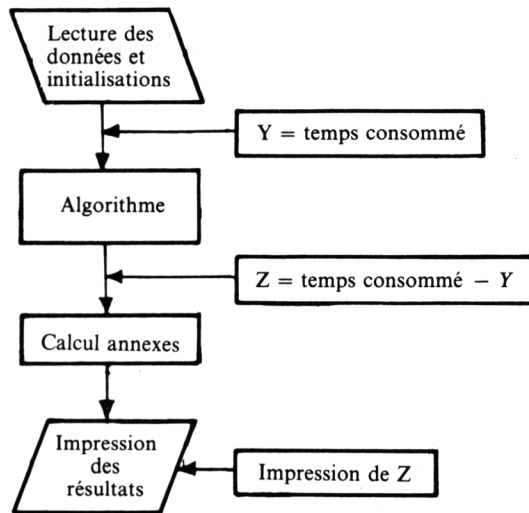 Lecture des
données et
initialisations
Y = temps consommé
Algorithme
Z = temps consommé – Y
Calcul annexes
Impression
des
résultats
Impression de Z